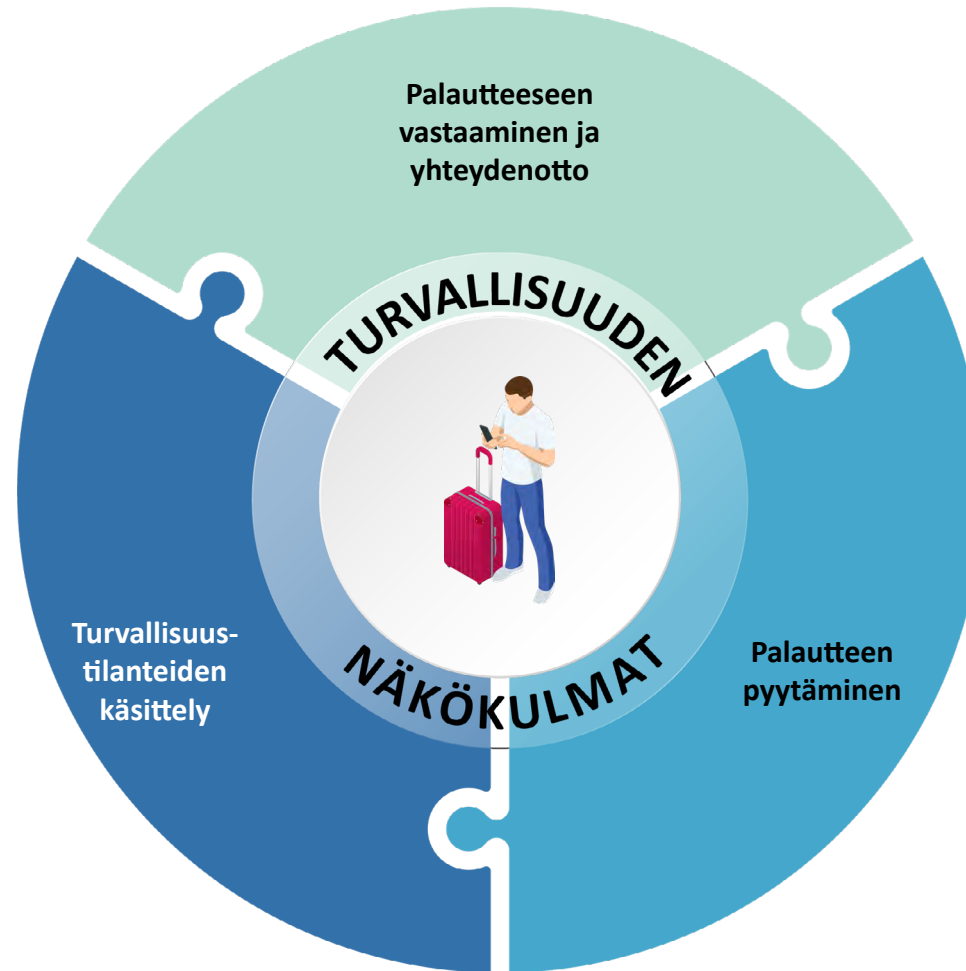 Palautteeseen
vastaaminen ja
yhteydenotto
TURVALLISUUDEN
NÄKÖKULMAT
Turvallisuus-
tilanteiden
käsittely
Palautteen
pyytäminen